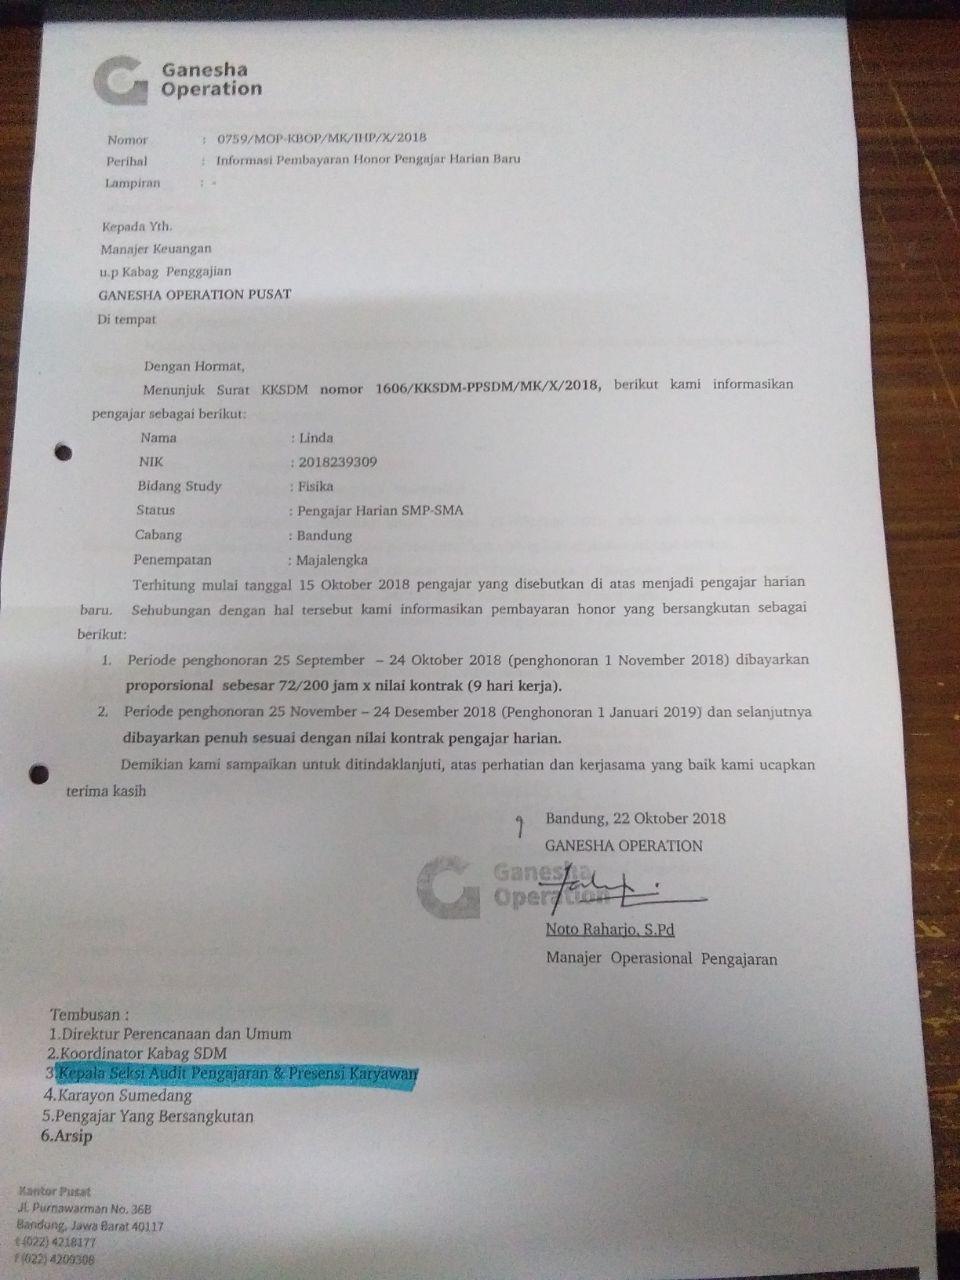 Ganesha
Operation
Nomor : 0759/MOP-KBOP/MK/IHP/X/2018
Perihal : Informasi Pembayaran Honor Pengajar Harian Baru
Lampiran : -
Kepada Yth.
Manajer Keuangan
u.p Kabag Penggajian
GANESHA OPERATION PUSAT
Di tempat
Dengan Hormat,
Menunjuk Surat KKSDM nomor 1606/KKSDM-PPSDM/MK/X/2018, berikut kami informasikan
pengajar sebagai berikut:
Nama : Linda
NIK : 2018239309
Bidang Study : Fisika
Status : Pengajar Harian SMP-SMA
Cabang : Bandung
Penempatan : Majalengka
Terhitung mulai tanggal 15 Oktober 2018 pengajar yang disebutkan di atas menjadi pengajar harian
baru. Sehubungan dengan hal tersebut kami informasikan pembayaran honor yang bersangkutan sebagai
berikut:
1. Periode penghonoran 25 September – 24 Oktober 2018 (penghonoran 1 November 2018) dibayarkan
proporsional sebesar 72/200 jam x nilai kontrak (9 hari kerja).
2. Periode penghonoran 25 November – 24 Desember 2018 (Penghonoran 1 Januari 2019) dan selanjutnya
dibayarkan penuh sesuai dengan nilai kontrak pengajar harian.
Demikian kami sampaikan untuk ditindaklanjuti, atas perhatian dan kerjasama yang baik kami ucapkan
terima kasih
Bandung, 22 Oktober 2018
GANESHA OPERATION
Ganesha
Operation
Noto Raharjo, S.Pd
Manajer Operasional Pengajaran
Tembusan :
1.Direktur Perencanaan dan Umum
2.Koordinator Kabag SDM
3.Kepala Seksi Audit Pengajaran & Presensi Karyawan
4.Karayon Sumedang
5.Pengajar Yang Bersangkutan
6.Arsip
Kantor Pusat
Jl. Purnawarman No. 36B
Bandung, Jawa Barat 40117
t (022) 4218177
f (022) 4209308